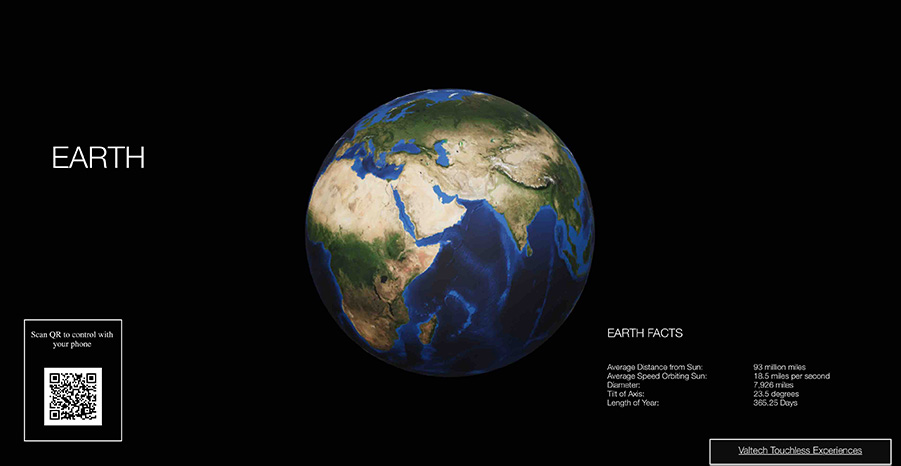 EARTH
Scan QR to control with
your phone
EARTH FACTS
Average Distance from Sun: 93 million miles
Average Speed Orbiting Sun: 18.5 miles per second
Diameter: 7,926 miles
Tilt of Axis: 23.5 degrees
Length of Year: 365.25 Days
Valtech Touchless Experiences